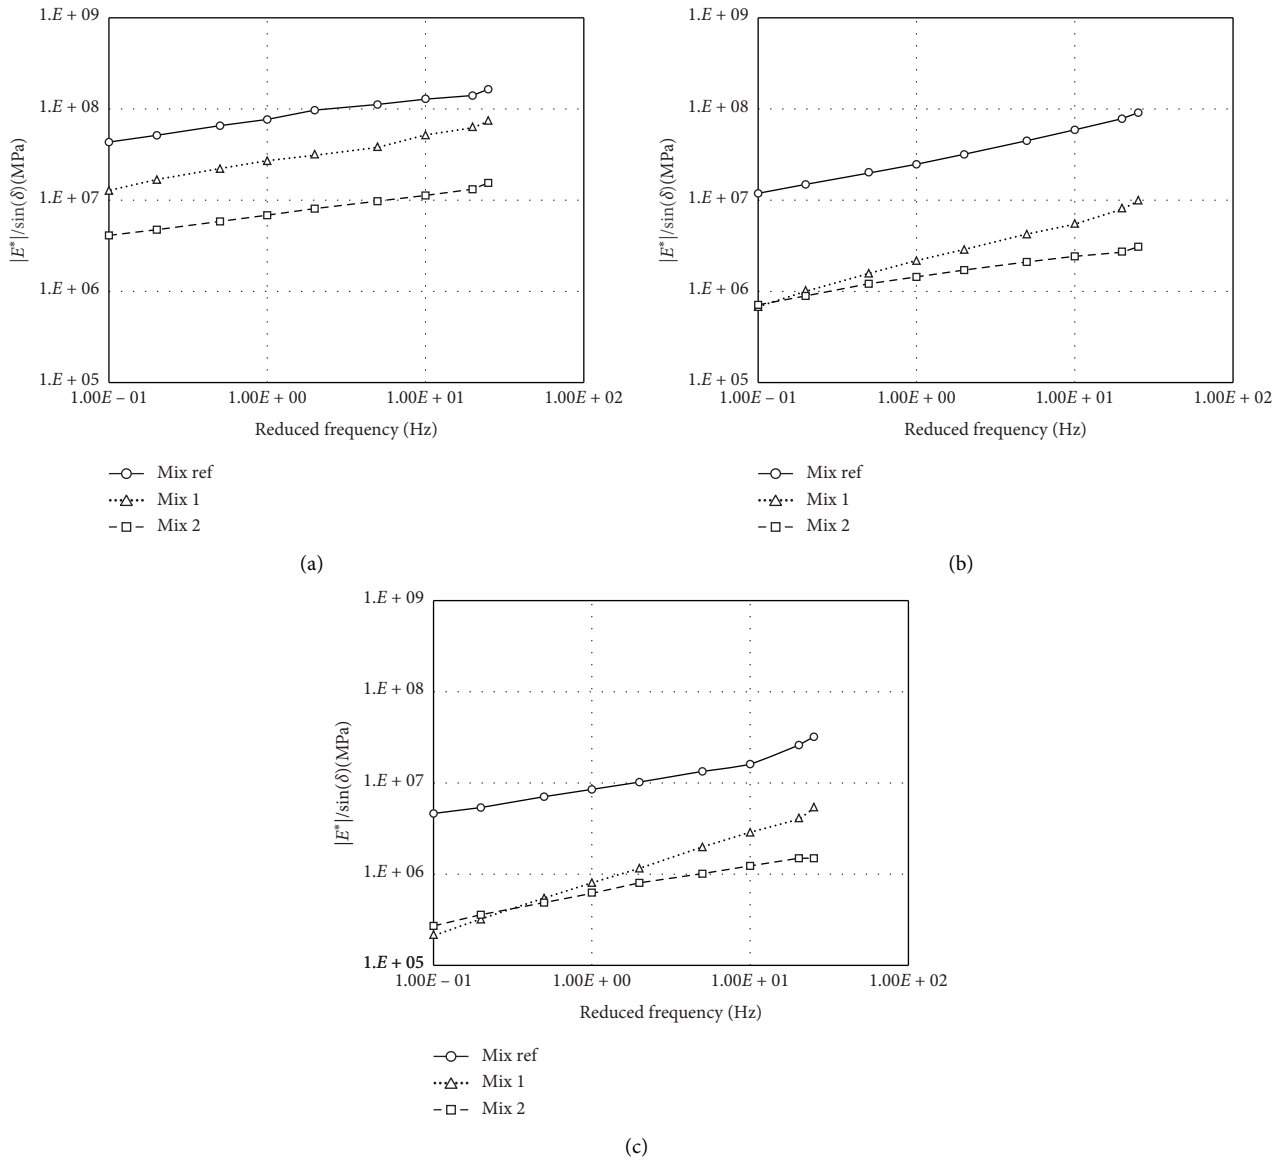 1.E + 09
1.E + 08
1.E + 07
1.E + 06
1.E + 05
|E*|/sin(δ)(MPa)
1.00E – 01 1.00E + 00 1.00E + 01 1.00E + 02
Reduced frequency (Hz)
Mix ref
Mix 1
Mix 2
(a)
1.E + 09
1.E + 08
1.E + 07
1.E + 06
1.E + 05
|E*|/sin(δ)(MPa)
1.00E – 01 1.00E + 00 1.00E + 01 1.00E + 02
Reduced frequency (Hz)
Mix ref
Mix 1
Mix 2
(b)
1.E + 09
1.E + 08
1.E + 07
1.E + 06
1.E + 05
|E*|/sin(δ)(MPa)
1.00E – 01 1.00E + 00 1.00E + 01 1.00E + 02
Reduced frequency (Hz)
Mix ref
Mix 1
Mix 2
(c)